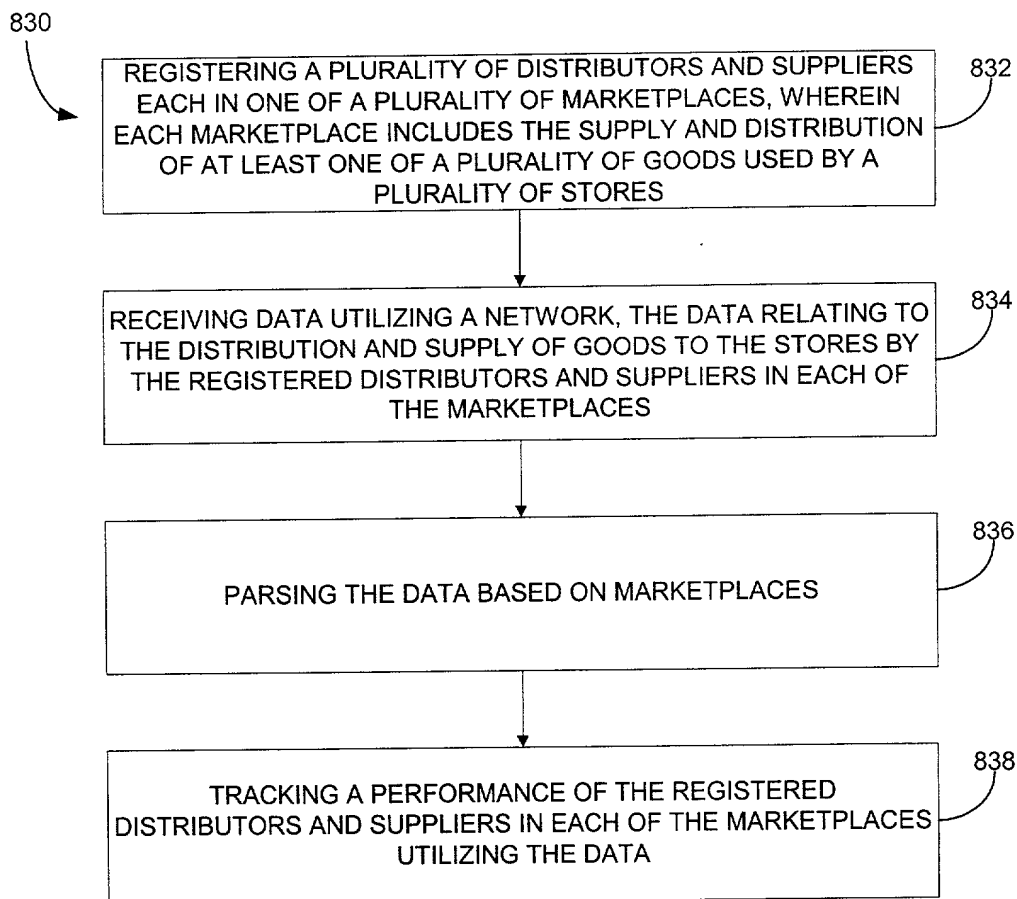 830
REGISTERING A PLURALITY OF DISTRIBUTORS AND SUPPLIERS
EACH IN ONE OF A PLURALITY OF MARKETPLACES, WHEREIN
EACH MARKETPLACE INCLUDES THE SUPPLY AND DISTRIBUTION
OF AT LEAST ONE OF A PLURALITY OF GOODS USED BY A
PLURALITY OF STORES
832
RECEIVING DATA UTILIZING A NETWORK, THE DATA RELATING TO
THE DISTRIBUTION AND SUPPLY OF GOODS TO THE STORES BY
THE REGISTERED DISTRIBUTORS AND SUPPLIERS IN EACH OF
THE MARKETPLACES
834
PARSING THE DATA BASED ON MARKETPLACES
836
TRACKING A PERFORMANCE OF THE REGISTERED
DISTRIBUTORS AND SUPPLIERS IN EACH OF THE MARKETPLACES
UTILIZING THE DATA
838